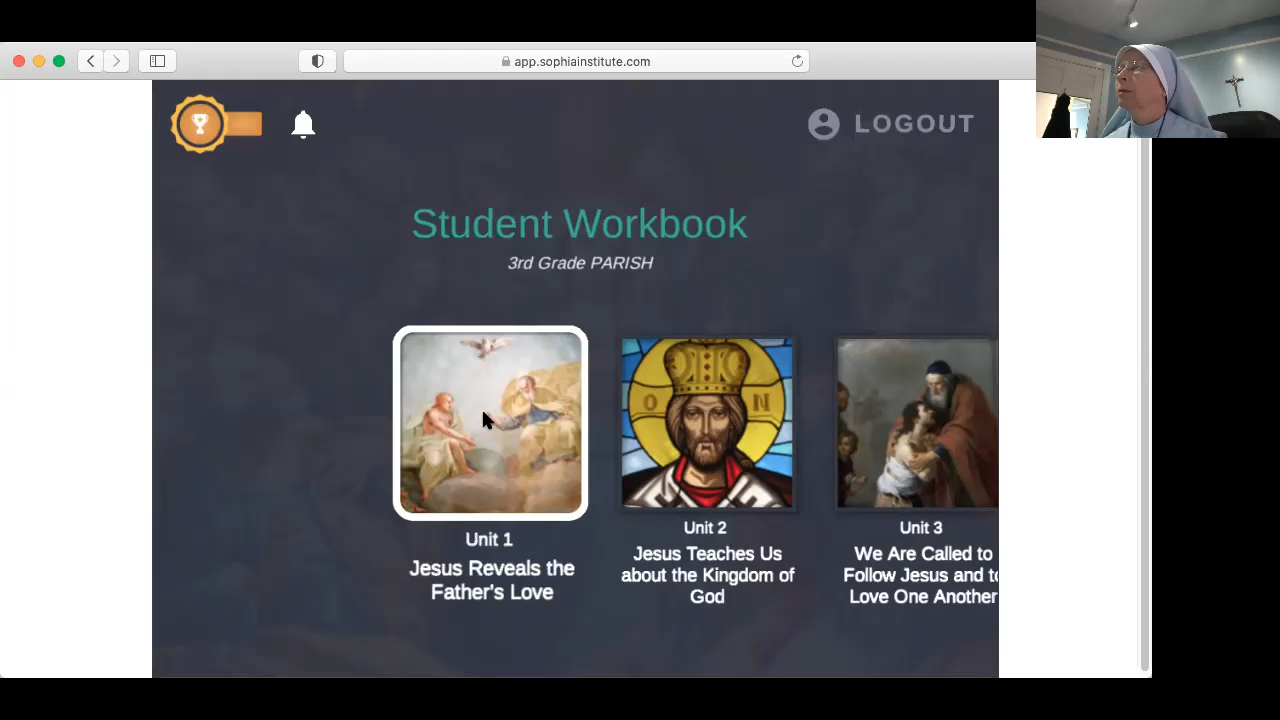 app.sophiainstitute.com
LOGOUT
Student Workbook
3rd Grade PARISH
O N
Unit 1
Jesus Reveals the
Father's Love
Unit 2
Jesus Teaches Us
about the Kingdom of
God
Unit 3
We Are Called to
Follow Jesus and to
Love One Another